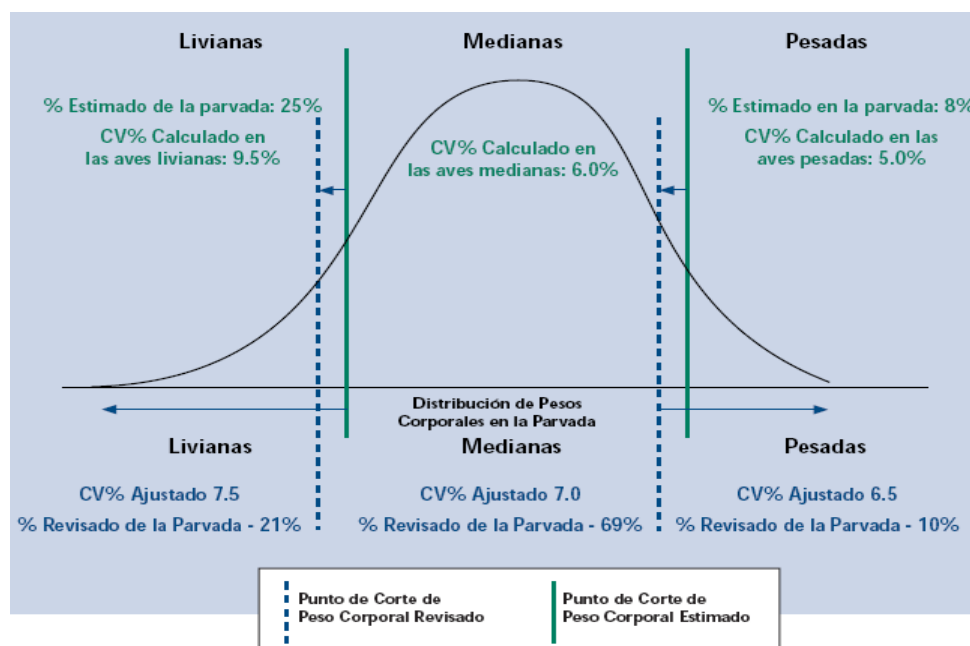 Livianas
Medianas
Pesadas
% Estimado de la parvada: 25%
CV% Calculado en
las aves livianas: 9.5%
CV% Calculado en
las aves medianas: 6.0%
% Estimado en la parvada: 8%
CV% Calculado en las
aves pesadas: 5.0%
Distribución de Pesos
Corporales en la Parvada
Livianas
Medianas
Pesadas
CV% Ajustado 7.5
% Revisado de la Parvada - 21%
CV% Ajustado 7.0
% Revisado de la Parvada - 69%
CV% Ajustado 6.5
% Revisado de la Parvada - 10%
Punto de Corte de
Peso Corporal Revisado
Punto de Corte de
Peso Corporal Estimado